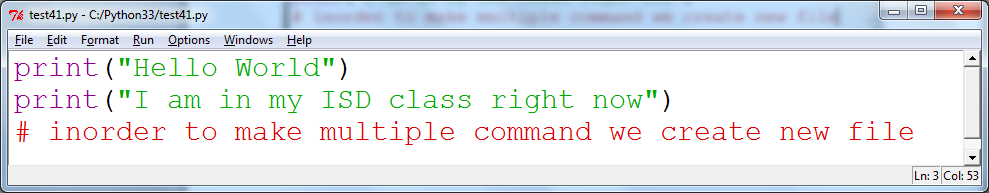 test41.py - C:/Python33/test41.py
File Edit Format Run Options Windows Help
print("Hello World")
print("I am in my ISD class right now")
# inorder to make multiple command we create new file
Ln: 3 Col: 53